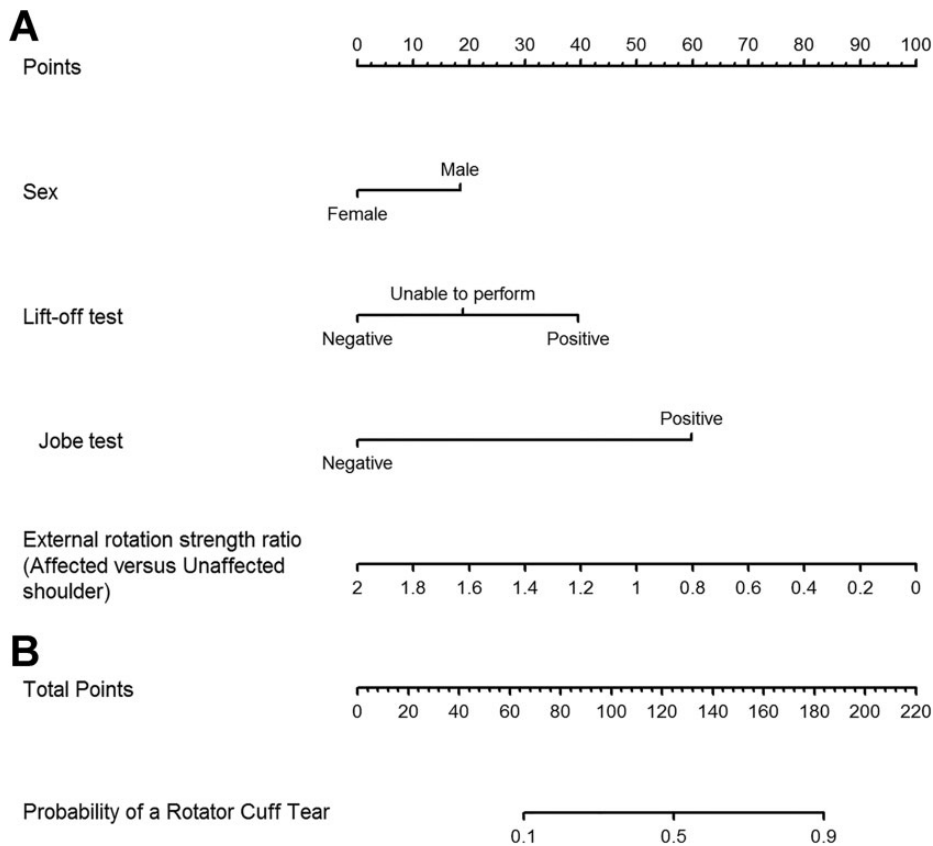 A
0 10 20 30 40 50 60 70 80 90 100
Points
Male
Sex
Female
Unable to perform
Lift-off test
Negative Positive
Positive
Jobe test
Negative
External rotation strength ratio
(Affected versus Unaffected
shoulder)
2 1.8 1.6 1.4 1.2 1 0.8 0.6 0.4 0.2 0
B
Total Points
0 20 40 60 80 100 120 140 160 180 200 220
Probability of a Rotator Cuff Tear
0.1 0.5 0.9